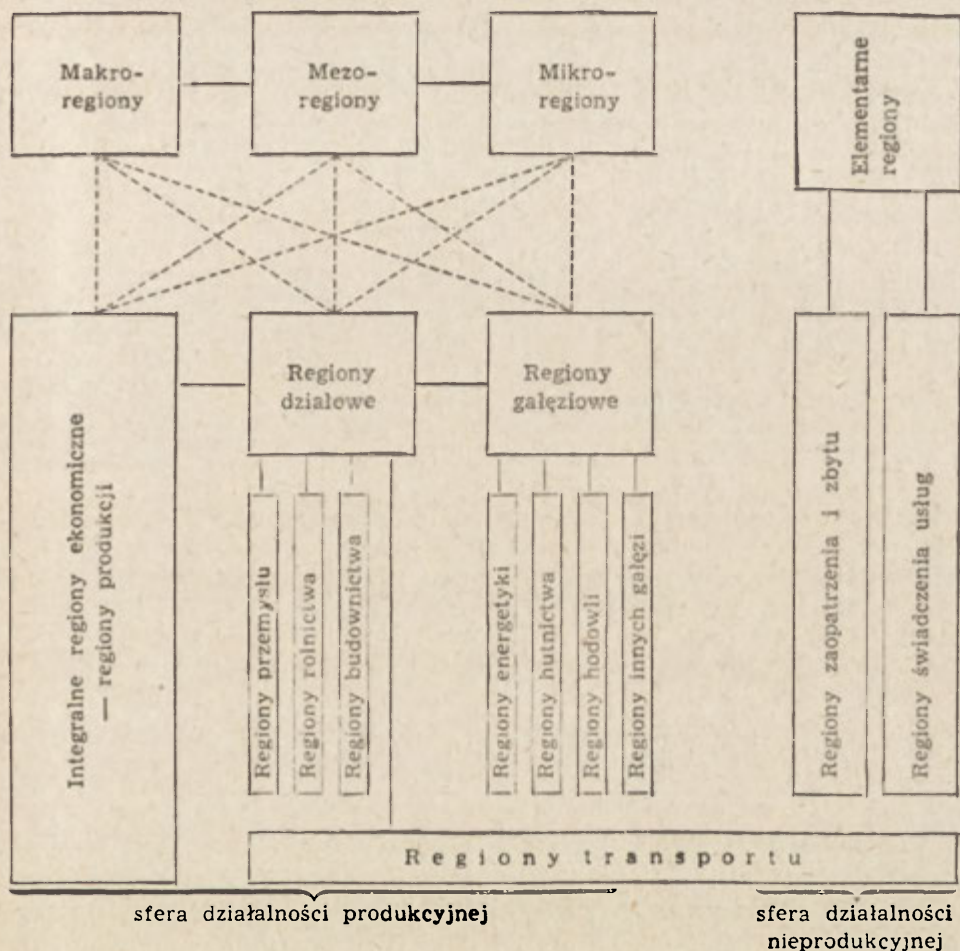 Makro-
regiony
Mezo-
regiony
Mikro-
regiony
Elementarne
regiony
Integralne regiony ekonomiczne
— regiony produkcji
Regiony
działowe
Regiony
gałęziowe
Regiony przemysłu
Regiony rolnictwa
Regiony budownictwa
Regiony energetyki
Regiony hutnictwa
Regiony hodowli
Regiony innych gałęzi
Regiony zaopatrzenia i zbytu
Regiony świadczenia usług
Regiony transportu
sfera działalności produkcyjnej
sfera działalności
nieprodukcyjnej